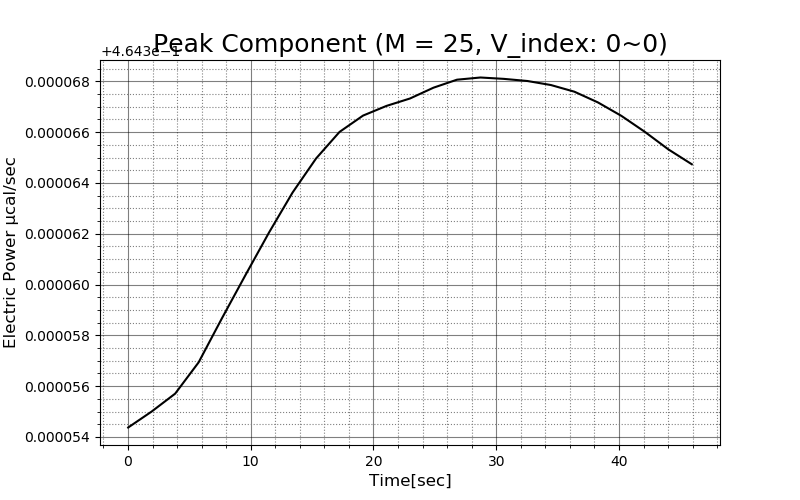 Peak Component (M = 25, V_index: 0~0)
+4.643e−1
0.000068
0.000066
0.000064
0.000062
0.000060
0.000058
0.000056
0.000054
Electric Power μcal/sec
0 10 20 30 40
Time[sec]